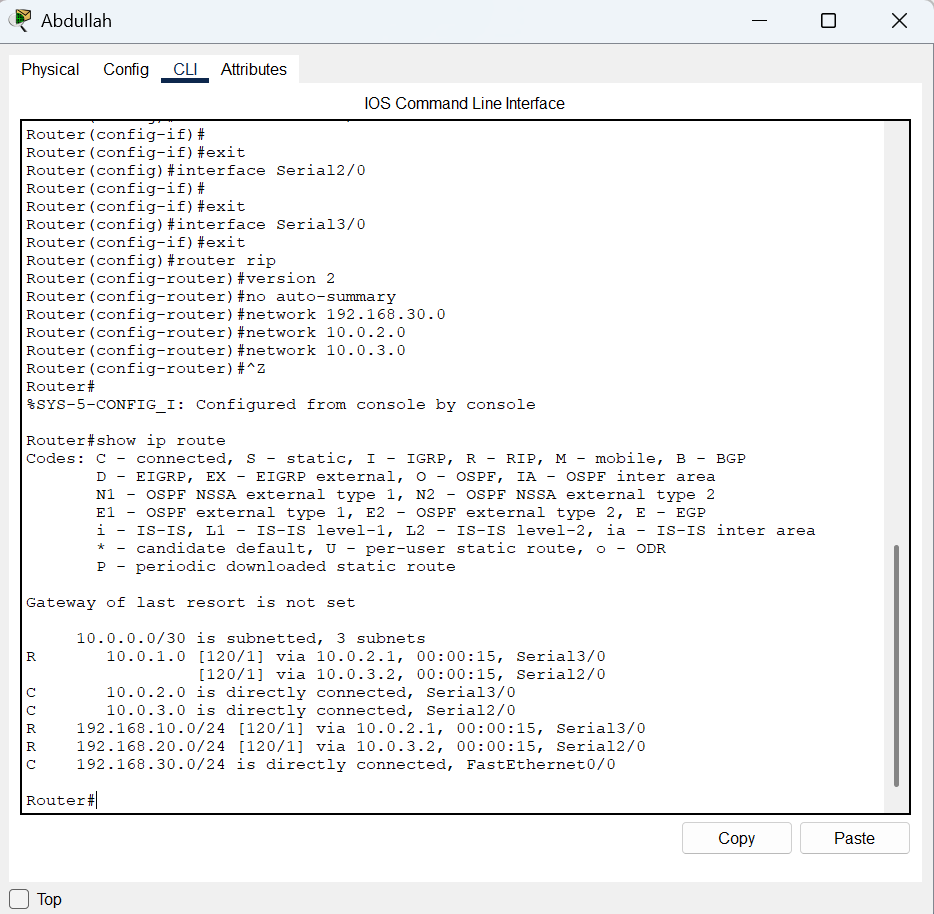 Abdullah
Physical Config CLI Attributes
IOS Command Line Interface
Router(config-if)#
Router(config-if)#exit
Router(config)#interface Serial2/0
Router(config-if)#
Router(config-if)#exit
Router(config)#interface Serial3/0
Router(config-if)#exit
Router(config)#router rip
Router(config-router)#version 2
Router(config-router)#no auto-summary
Router(config-router)#network 192.168.30.0
Router(config-router)#network 10.0.2.0
Router(config-router)#network 10.0.3.0
Router(config-router)#^Z
Router#
%SYS-5-CONFIG_I: Configured from console by console

Router#show ip route
Codes: C - connected, S - static, I - IGRP, R - RIP, M - mobile, B - BGP
       D - EIGRP, EX - EIGRP external, O - OSPF, IA - OSPF inter area
       N1 - OSPF NSSA external type 1, N2 - OSPF NSSA external type 2
       E1 - OSPF external type 1, E2 - OSPF external type 2, E - EGP
       i - IS-IS, L1 - IS-IS level-1, L2 - IS-IS level-2, ia - IS-IS inter area
       * - candidate default, U - per-user static route, o - ODR
       P - periodic downloaded static route

Gateway of last resort is not set

     10.0.0.0/30 is subnetted, 3 subnets
R       10.0.1.0 [120/1] via 10.0.2.1, 00:00:15, Serial3/0
                 [120/1] via 10.0.3.2, 00:00:15, Serial2/0
C       10.0.2.0 is directly connected, Serial3/0
C       10.0.3.0 is directly connected, Serial2/0
R    192.168.10.0/24 [120/1] via 10.0.2.1, 00:00:15, Serial3/0
R    192.168.20.0/24 [120/1] via 10.0.3.2, 00:00:15, Serial2/0
C    192.168.30.0/24 is directly connected, FastEthernet0/0

Router#
Copy Paste
Top